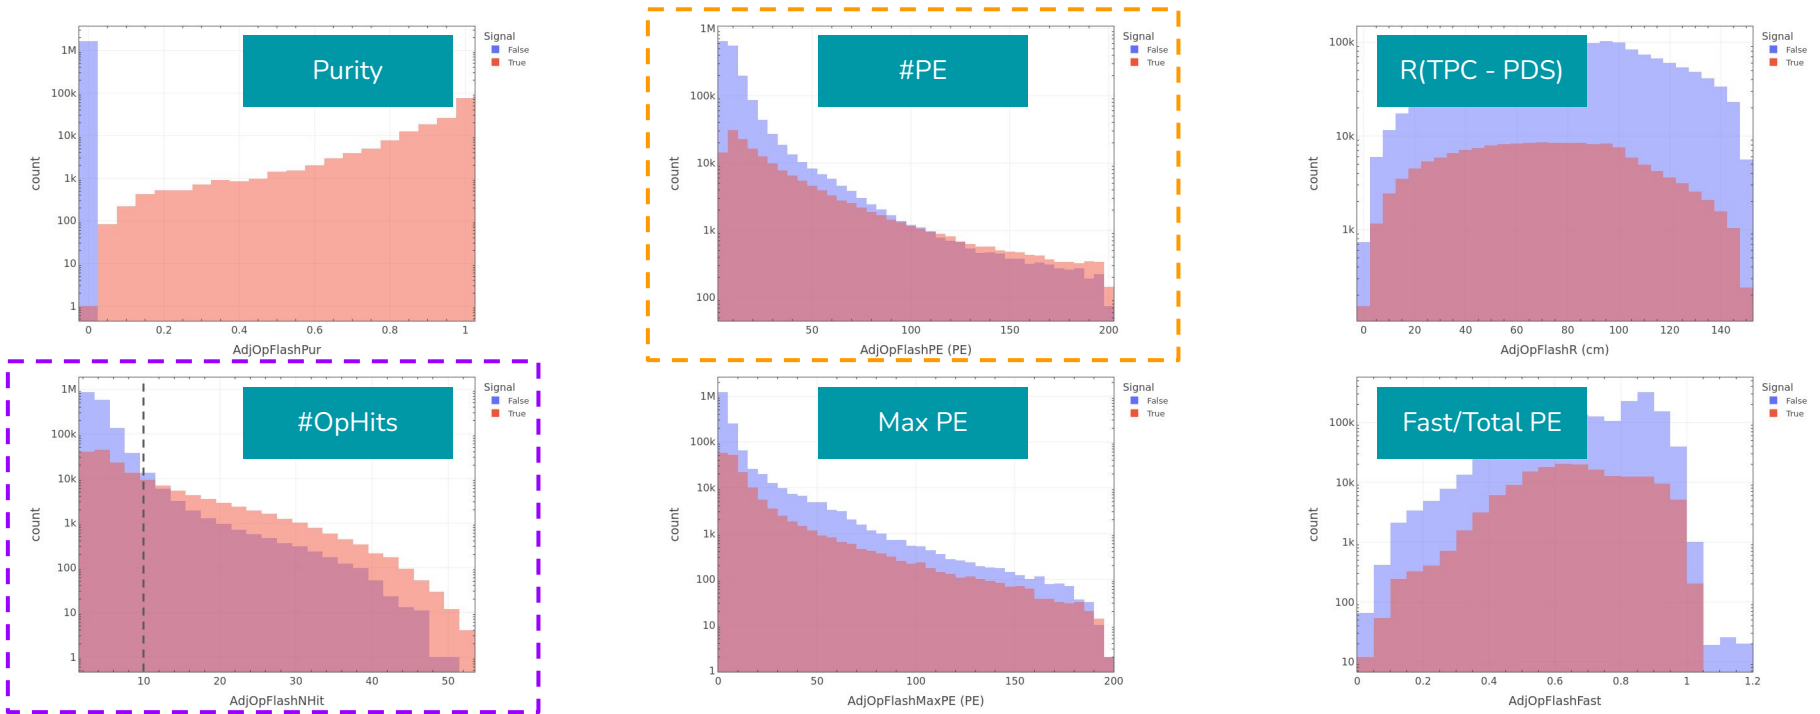 Purity
Signal
False
True
1M
100k
10k
1k
100
10
1
count
0
0.2
0.4
0.6
0.8
1
AdjOpFlashPur
#PE
Signal
False
True
1M
100k
10k
1k
100
count
50
100
150
200
AdjOpFlashPE (PE)
R(TPC - PDS)
Signal
False
True
100k
10k
1k
count
0
20
40
60
80
100
120
140
AdjOpFlashR (cm)
#OpHits
Signal
False
True
1M
100k
10k
1k
100
10
1
count
10
20
30
40
50
AdjOpFlashNHit
Max PE
Signal
False
True
1M
100k
10k
1k
100
10
1
count
0
50
100
150
200
AdjOpFlashMaxPE (PE)
Fast/Total PE
Signal
False
True
100k
10k
1k
100
10
count
0
0.2
0.4
0.6
0.8
1
1.2
AdjOpFlashFast